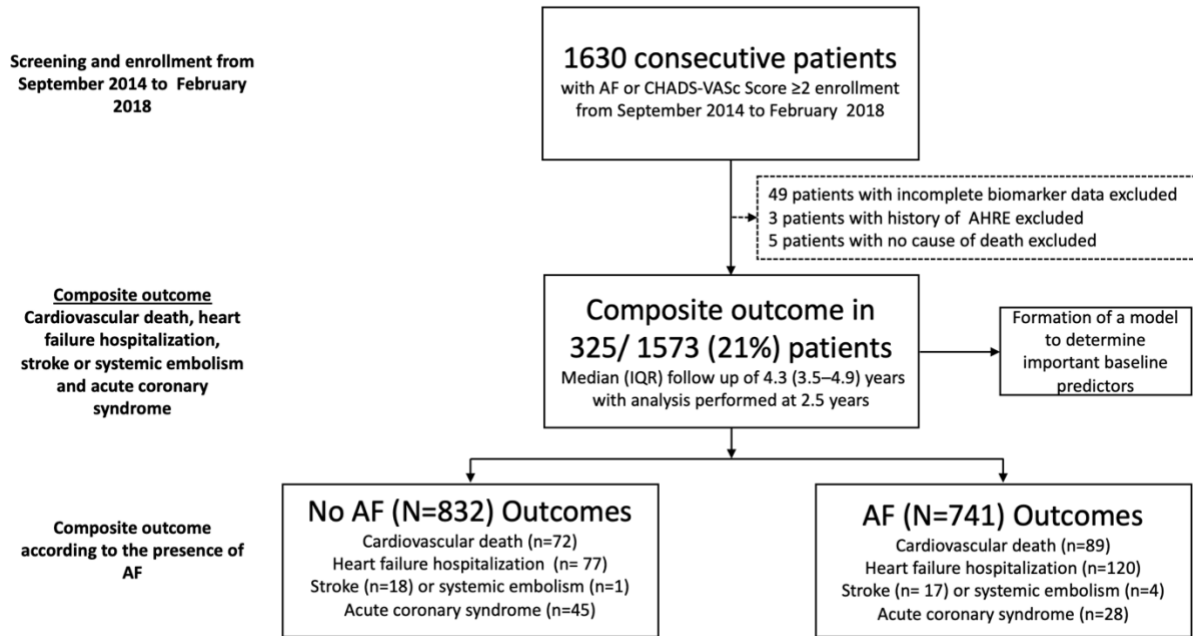 Screening and enrollment from
September 2014 to February
2018
1630 consecutive patients
with AF or CHADS-VASc Score ≥2 enrollment
from September 2014 to February 2018
49 patients with incomplete biomarker data excluded
3 patients with history of AHRE excluded
5 patients with no cause of death excluded
Composite outcome
Cardiovascular death, heart
failure hospitalization,
stroke or systemic embolism
and acute coronary
syndrome
Composite outcome in
325/ 1573 (21%) patients
Median (IQR) follow up of 4.3 (3.5–4.9) years
with analysis performed at 2.5 years
Formation of a model
to determine
important baseline
predictors
Composite outcome
according to the presence of
AF
No AF (N=832) Outcomes
Cardiovascular death (n=72)
Heart failure hospitalization (n= 77)
Stroke (n=18) or systemic embolism (n=1)
Acute coronary syndrome (n=45)
AF (N=741) Outcomes
Cardiovascular death (n=89)
Heart failure hospitalization (n=120)
Stroke (n= 17) or systemic embolism (n=4)
Acute coronary syndrome (n=28)